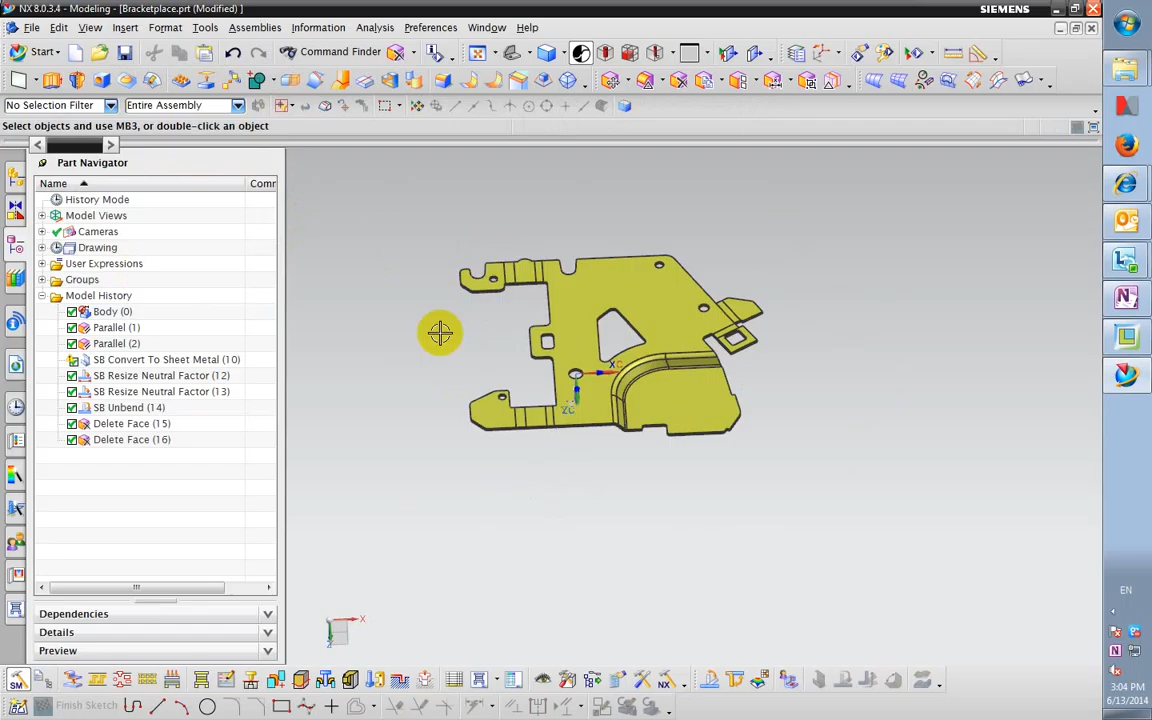 NX 8.0.3.4 - Modeling - [Bracketplace.prt (Modified) ]
SIEMENS
File Edit View Insert Format Tools Assemblies Information Analysis Preferences Window Help
Start Command Finder
No Selection Filter Entire Assembly
Select objects and use MB3, or double-click an object
Part Navigator
Name Comr
History Mode
Model Views
Cameras
Drawing
User Expressions
Groups
Model History
Body (0)
Parallel (1)
Parallel (2)
SB Convert To Sheet Metal (10)
SB Resize Neutral Factor (12)
SB Resize Neutral Factor (13)
SB Unbend (14)
Delete Face (15)
Delete Face (16)
XC
ZC
X
Z
Dependencies
Details
Preview
SM NX
Finish Sketch
EN
3:04 PM
6/13/2014